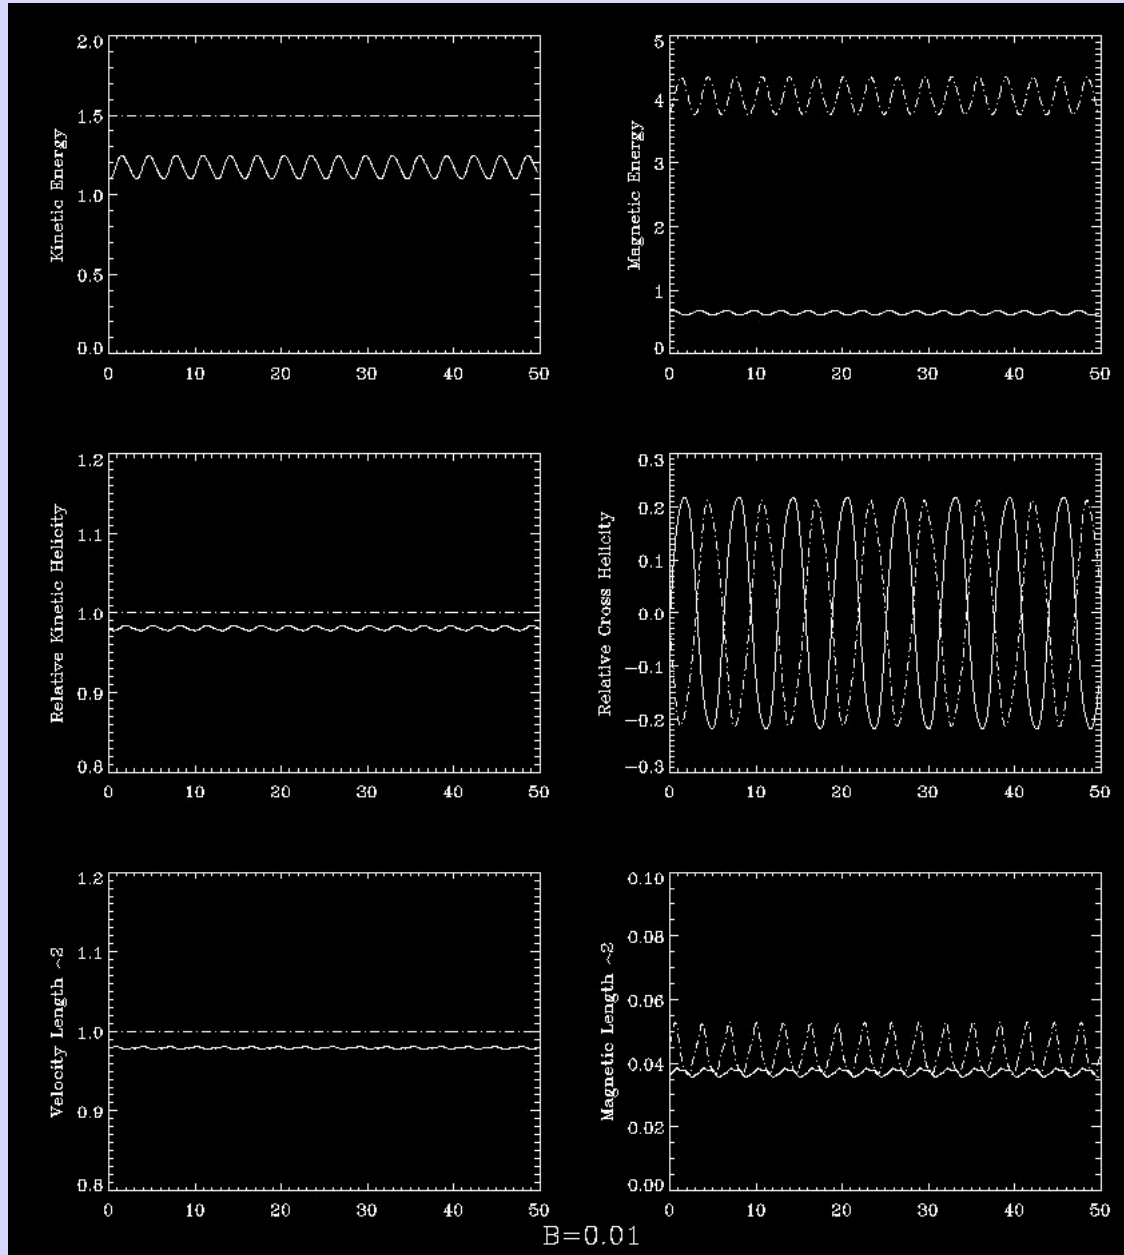 Kinetic Energy
2.0
1.5
1.0
0.5
0.0
0 10 20 30 40 50
Magnetic Energy
5
4
3
2
1
0
0 10 20 30 40 50
Relative Kinetic Helicity
1.2
1.1
1.0
0.9
0.8
0 10 20 30 40 50
Relative Cross Helicity
0.3
0.2
0.1
0.0
−0.1
−0.2
−0.3
0 10 20 30 40 50
Velocity Length ~2
1.2
1.1
1.0
0.9
0.8
0 10 20 30 40 50
Magnetic Length ~2
0.10
0.08
0.06
0.04
0.02
0.00
0 10 20 30 40 50
B=0.01